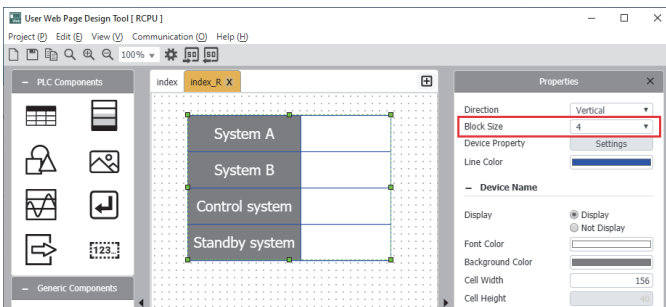 User Web Page Design Tool [ RCPU ]
Project (P) Edit (E) View (V) Communication (O) Help (H)
100%
− PLC Components
index index_R X
Properties ×
Direction Vertical
Block Size 4
Device Property Settings
Line Color
− Device Name
Display Display
Not Display
Font Color
Background Color
Cell Width 156
Cell Height 40
System A
System B
Control system
Standby system
123...
− Generic Components